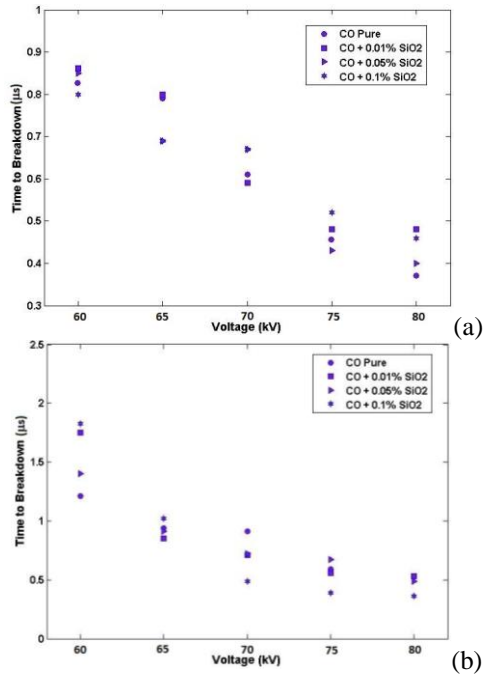 1
0.9
0.8
0.7
0.6
0.5
0.4
0.3
Time to Breakdown (μs)
CO Pure
CO + 0.01% SiO2
CO + 0.05% SiO2
CO + 0.1% SiO2
60 65 70 75 80
Voltage (kV)
(a)
2.5
2
1.5
1
0.5
0
Time to Breakdown (μs)
CO Pure
CO + 0.01% SiO2
CO + 0.05% SiO2
CO + 0.1% SiO2
60 65 70 75 80
Voltage (kV)
(b)